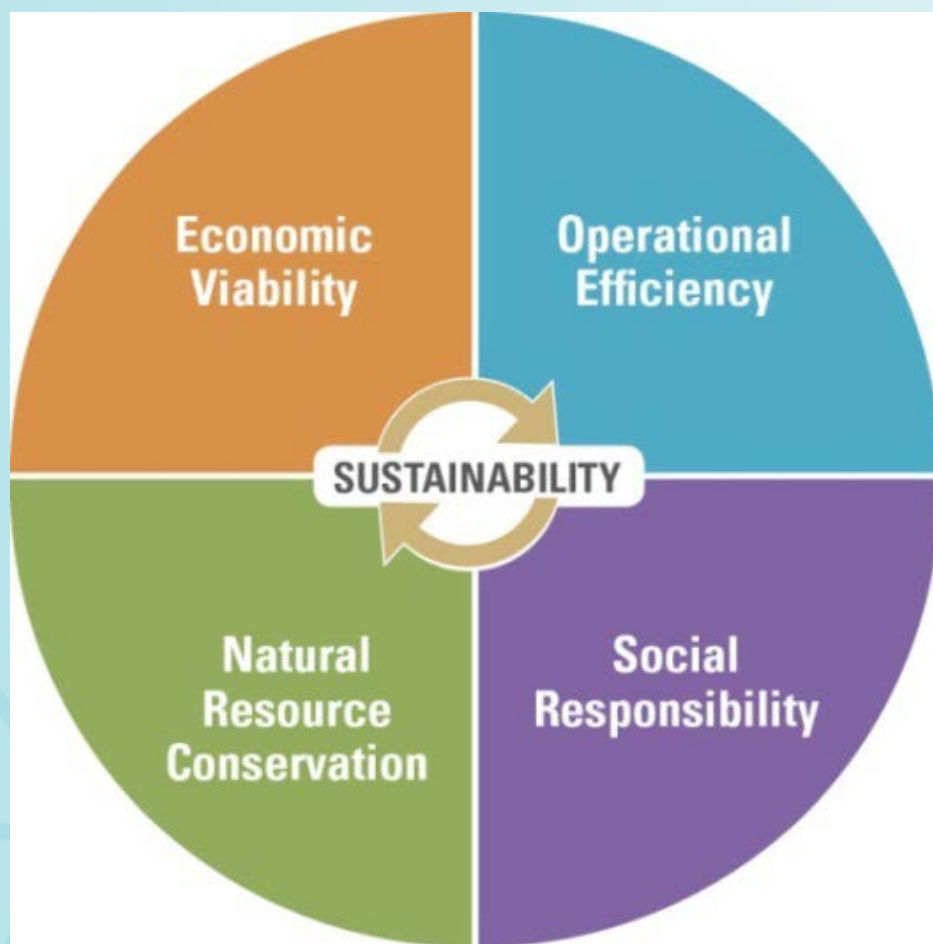 Economic
Viability
Operational
Efficiency
SUSTAINABILITY
Natural
Resource
Conservation
Social
Responsibility